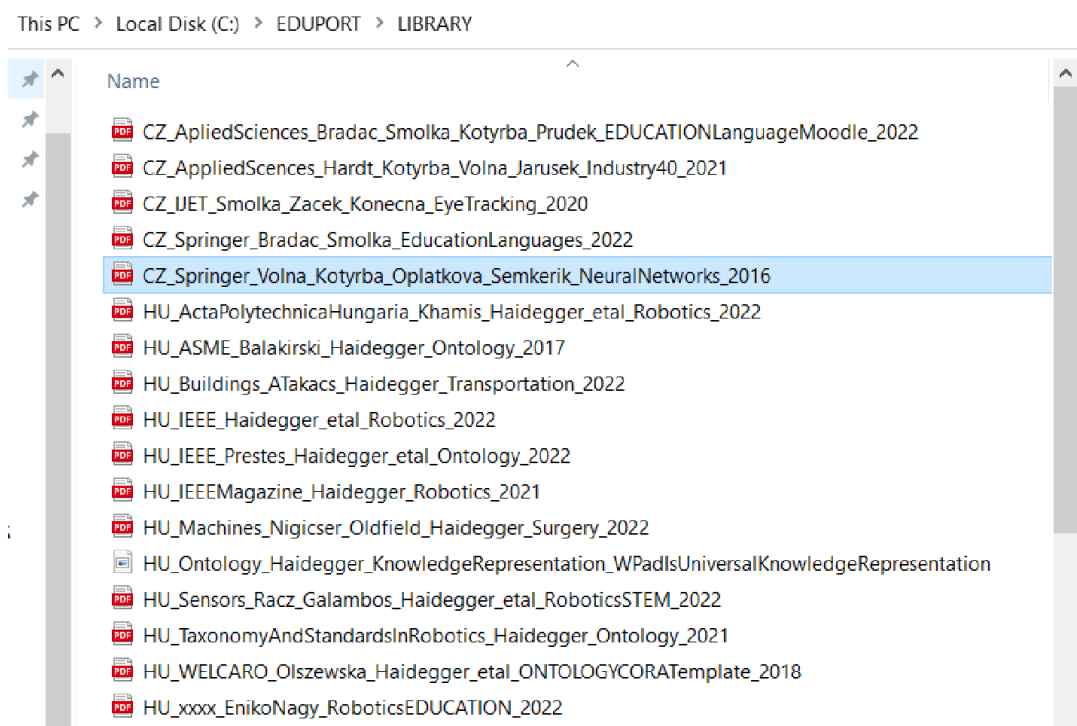 This PC > Local Disk (C:) > EDUPORT > LIBRARY
Name
CZ_ApliedSciences_Bradac_Smolka_Kotyrba_Prudek_EDUCATIONLanguageMoodle_2022
CZ_AppliedScences_Hardt_Kotyrba_Volna_Jarusek_Industry40_2021
CZ_IJET_Smolka_Zacek_Konecna_EyeTracking_2020
CZ_Springer_Bradac_Smolka_EducationLanguages_2022
CZ_Springer_Volna_Kotyrba_Oplatkova_Semkerik_NeuralNetworks_2016
HU_ActaPolytechnicaHungaria_Khamis_Haidegger_etal_Robotics_2022
HU_ASME_Balakirski_Haidegger_Ontology_2017
HU_Buildings_ATakacs_Haidegger_Transportation_2022
HU_IEEE_Haidegger_etal_Robotics_2022
HU_IEEE_Prestes_Haidegger_etal_Ontology_2022
HU_IEEEMagazine_Haidegger_Robotics_2021
HU_Machines_Nigicser_Oldfield_Haidegger_Surgery_2022
HU_Ontology_Haidegger_KnowledgeRepresentation_WPadIsUniversalKnowledgeRepresentation
HU_Sensors_Racz_Galambos_Haidegger_etal_RoboticsSTEM_2022
HU_TaxonomyAndStandardsInRobotics_Haidegger_Ontology_2021
HU_WELCARO_Olszewska_Haidegger_etal_ONTOLOGYCORATemplate_2018
HU_xxxx_EnikoNagy_RoboticsEDUCATION_2022